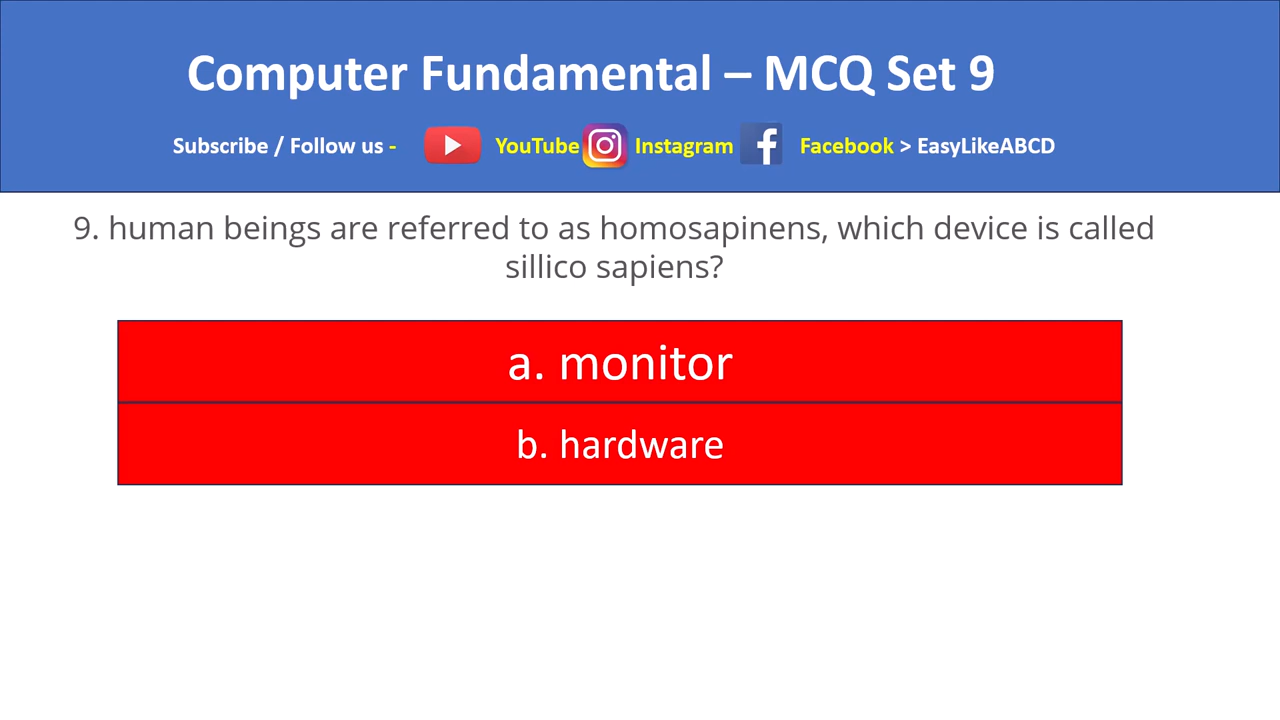 Computer Fundamental – MCQ Set 9
Subscribe / Follow us - YouTube Instagram Facebook > EasyLikeABCD
9. human beings are referred to as homosapinens, which device is called
sillico sapiens?
a. monitor
b. hardware